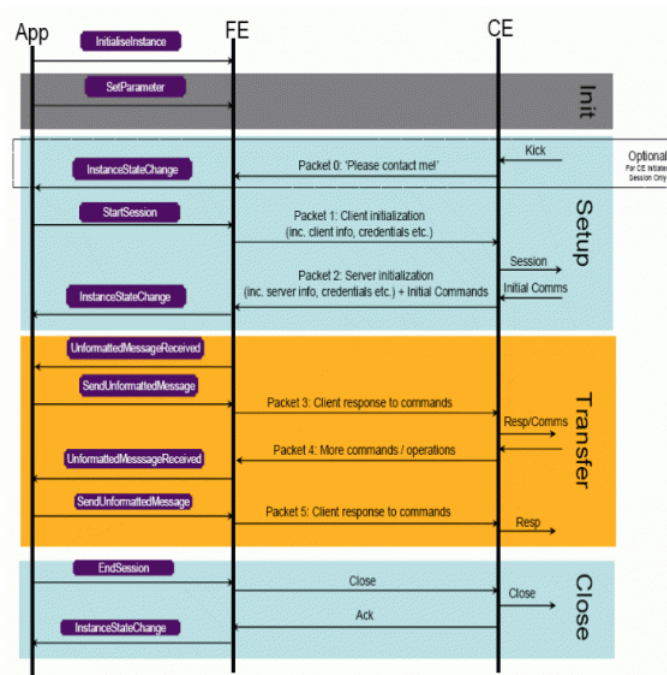 App FE CE
InitialiseInstance
SetParameter
Init
Kick
Optional
For CE Initiated
Session Only
Packet 0: 'Please contact me!'
InstanceStateChange
StartSession
Packet 1: Client initialization
(inc. client info, credentials etc.)
Setup
Session
Packet 2: Server initialization
(inc. server info, credentials etc.) + Initial Commands
Initial Comms
InstanceStateChange
UnformattedMessageReceived
SendUnformattedMessage
Packet 3: Client response to commands
Resp/Comms
Transfer
Packet 4: More commands / operations
UnformattedMesssageReceived
SendUnformattedMessage
Packet 5: Client response to commands
Resp
EndSession
Close
Close
Close
Ack
InstanceStateChange